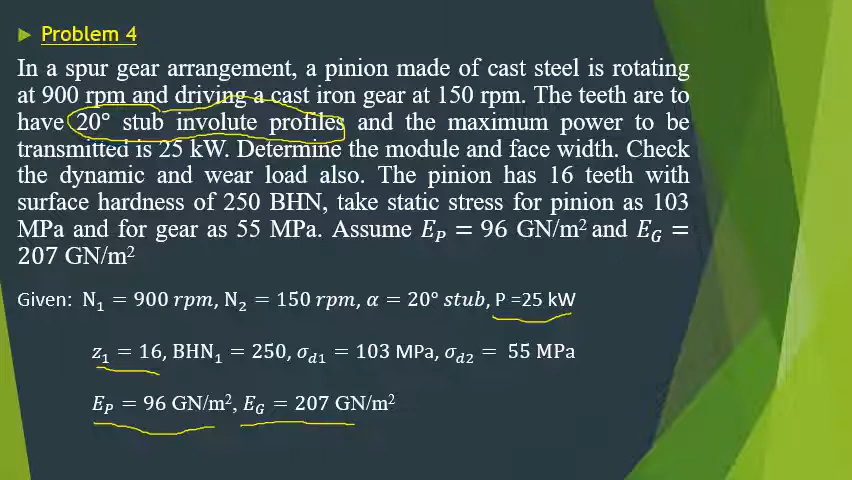 Problem 4
In a spur gear arrangement, a pinion made of cast steel is rotating
at 900 rpm and driving a cast iron gear at 150 rpm. The teeth are to
have 20° stub involute profiles and the maximum power to be
transmitted is 25 kW. Determine the module and face width. Check
the dynamic and wear load also. The pinion has 16 teeth with
surface hardness of 250 BHN, take static stress for pinion as 103
MPa and for gear as 55 MPa. Assume E_P = 96 GN/m² and E_G =
207 GN/m²
Given: N₁ = 900 rpm, N₂ = 150 rpm, α = 20° stub, P =25 kW
z₁ = 16, BHN₁ = 250, σ_d1 = 103 MPa, σ_d2 = 55 MPa
E_P = 96 GN/m², E_G = 207 GN/m²